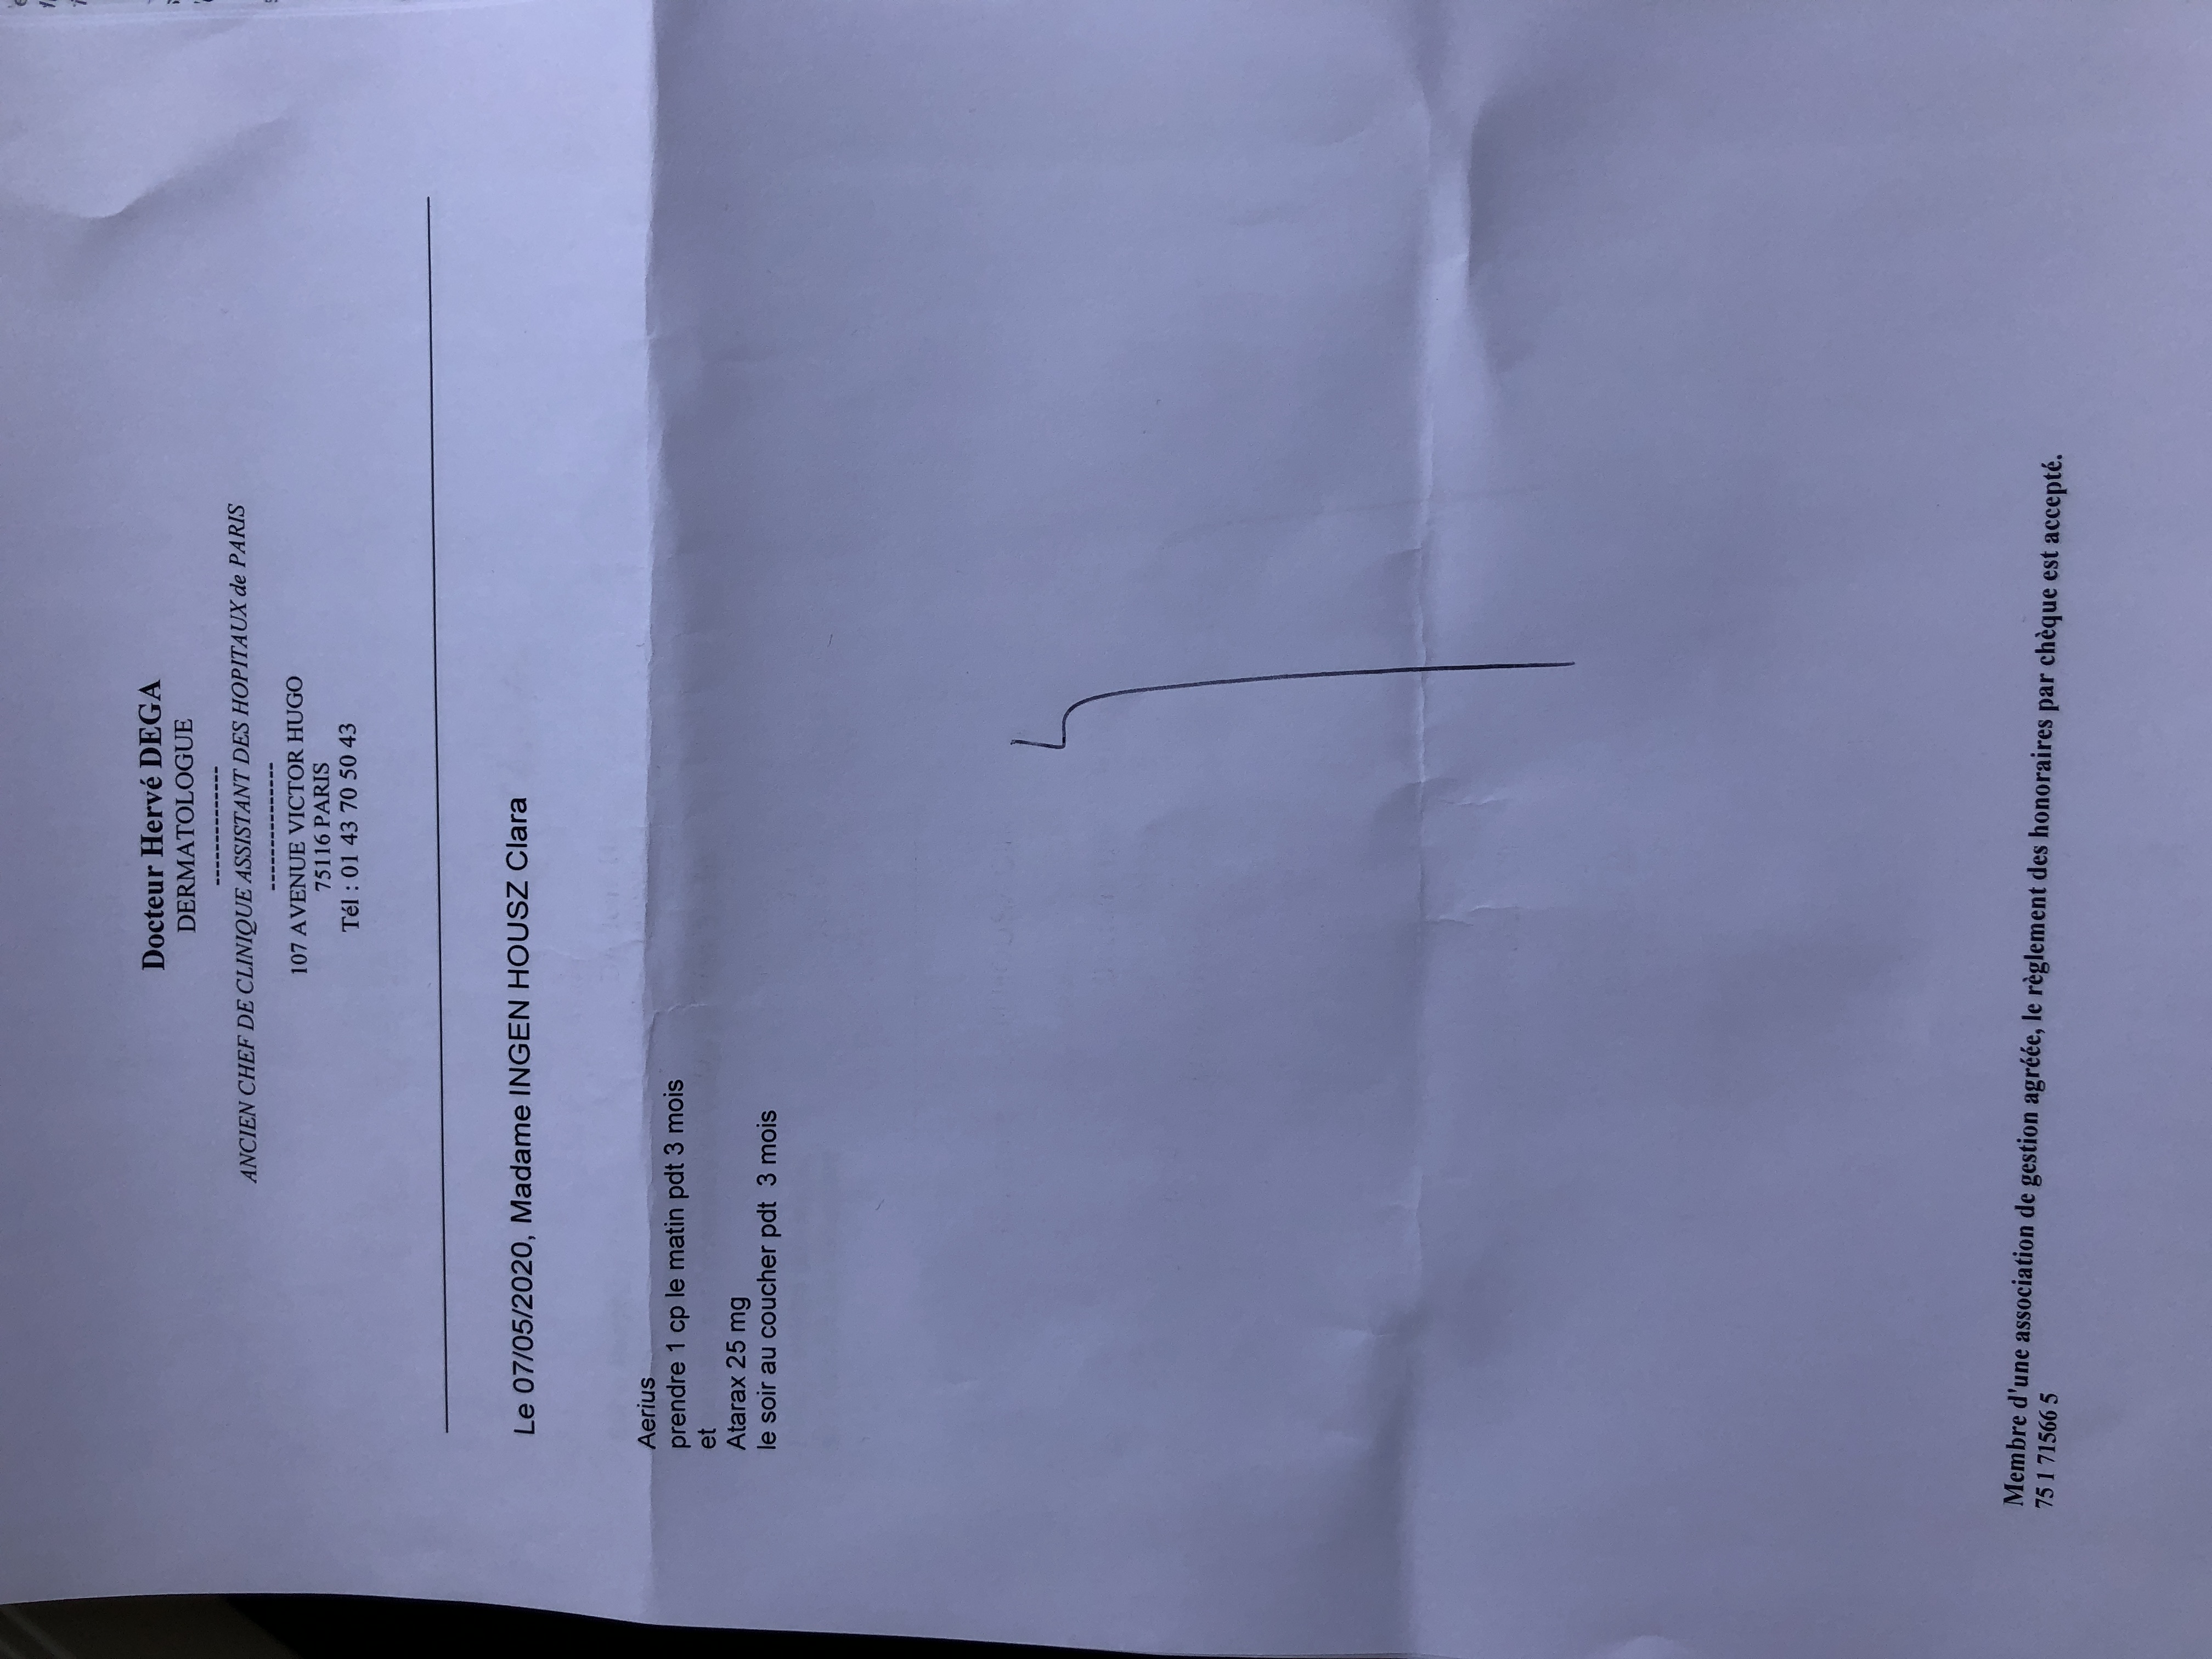 Docteur Hervé DEGA
DERMATOLOGUE
--------------
ANCIEN CHEF DE CLINIQUE ASSISTANT DES HOPITAUX de PARIS
---------------
107 AVENUE VICTOR HUGO
75116 PARIS
Tél : 01 43 70 50 43
Le 07/05/2020, Madame INGEN HOUSZ Clara
Aerius
prendre 1 cp le matin pdt 3 mois
et
Atarax 25 mg
le soir au coucher pdt  3 mois
Membre d'une association de gestion agréée, le règlement des honoraires par chèque est accepté.
75 1 71566 5